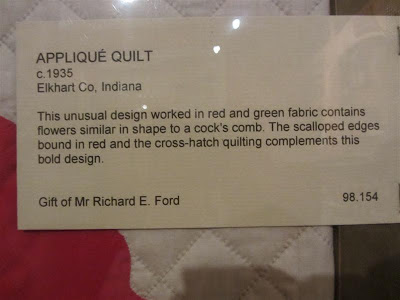 APPLIQUÉ QUILT
c.1935
Elkhart Co, Indiana
This unusual design worked in red and green fabric contains
flowers similar in shape to a cock's comb. The scalloped edges
bound in red and the cross-hatch quilting complements this
bold design.
Gift of Mr Richard E. Ford 98.154